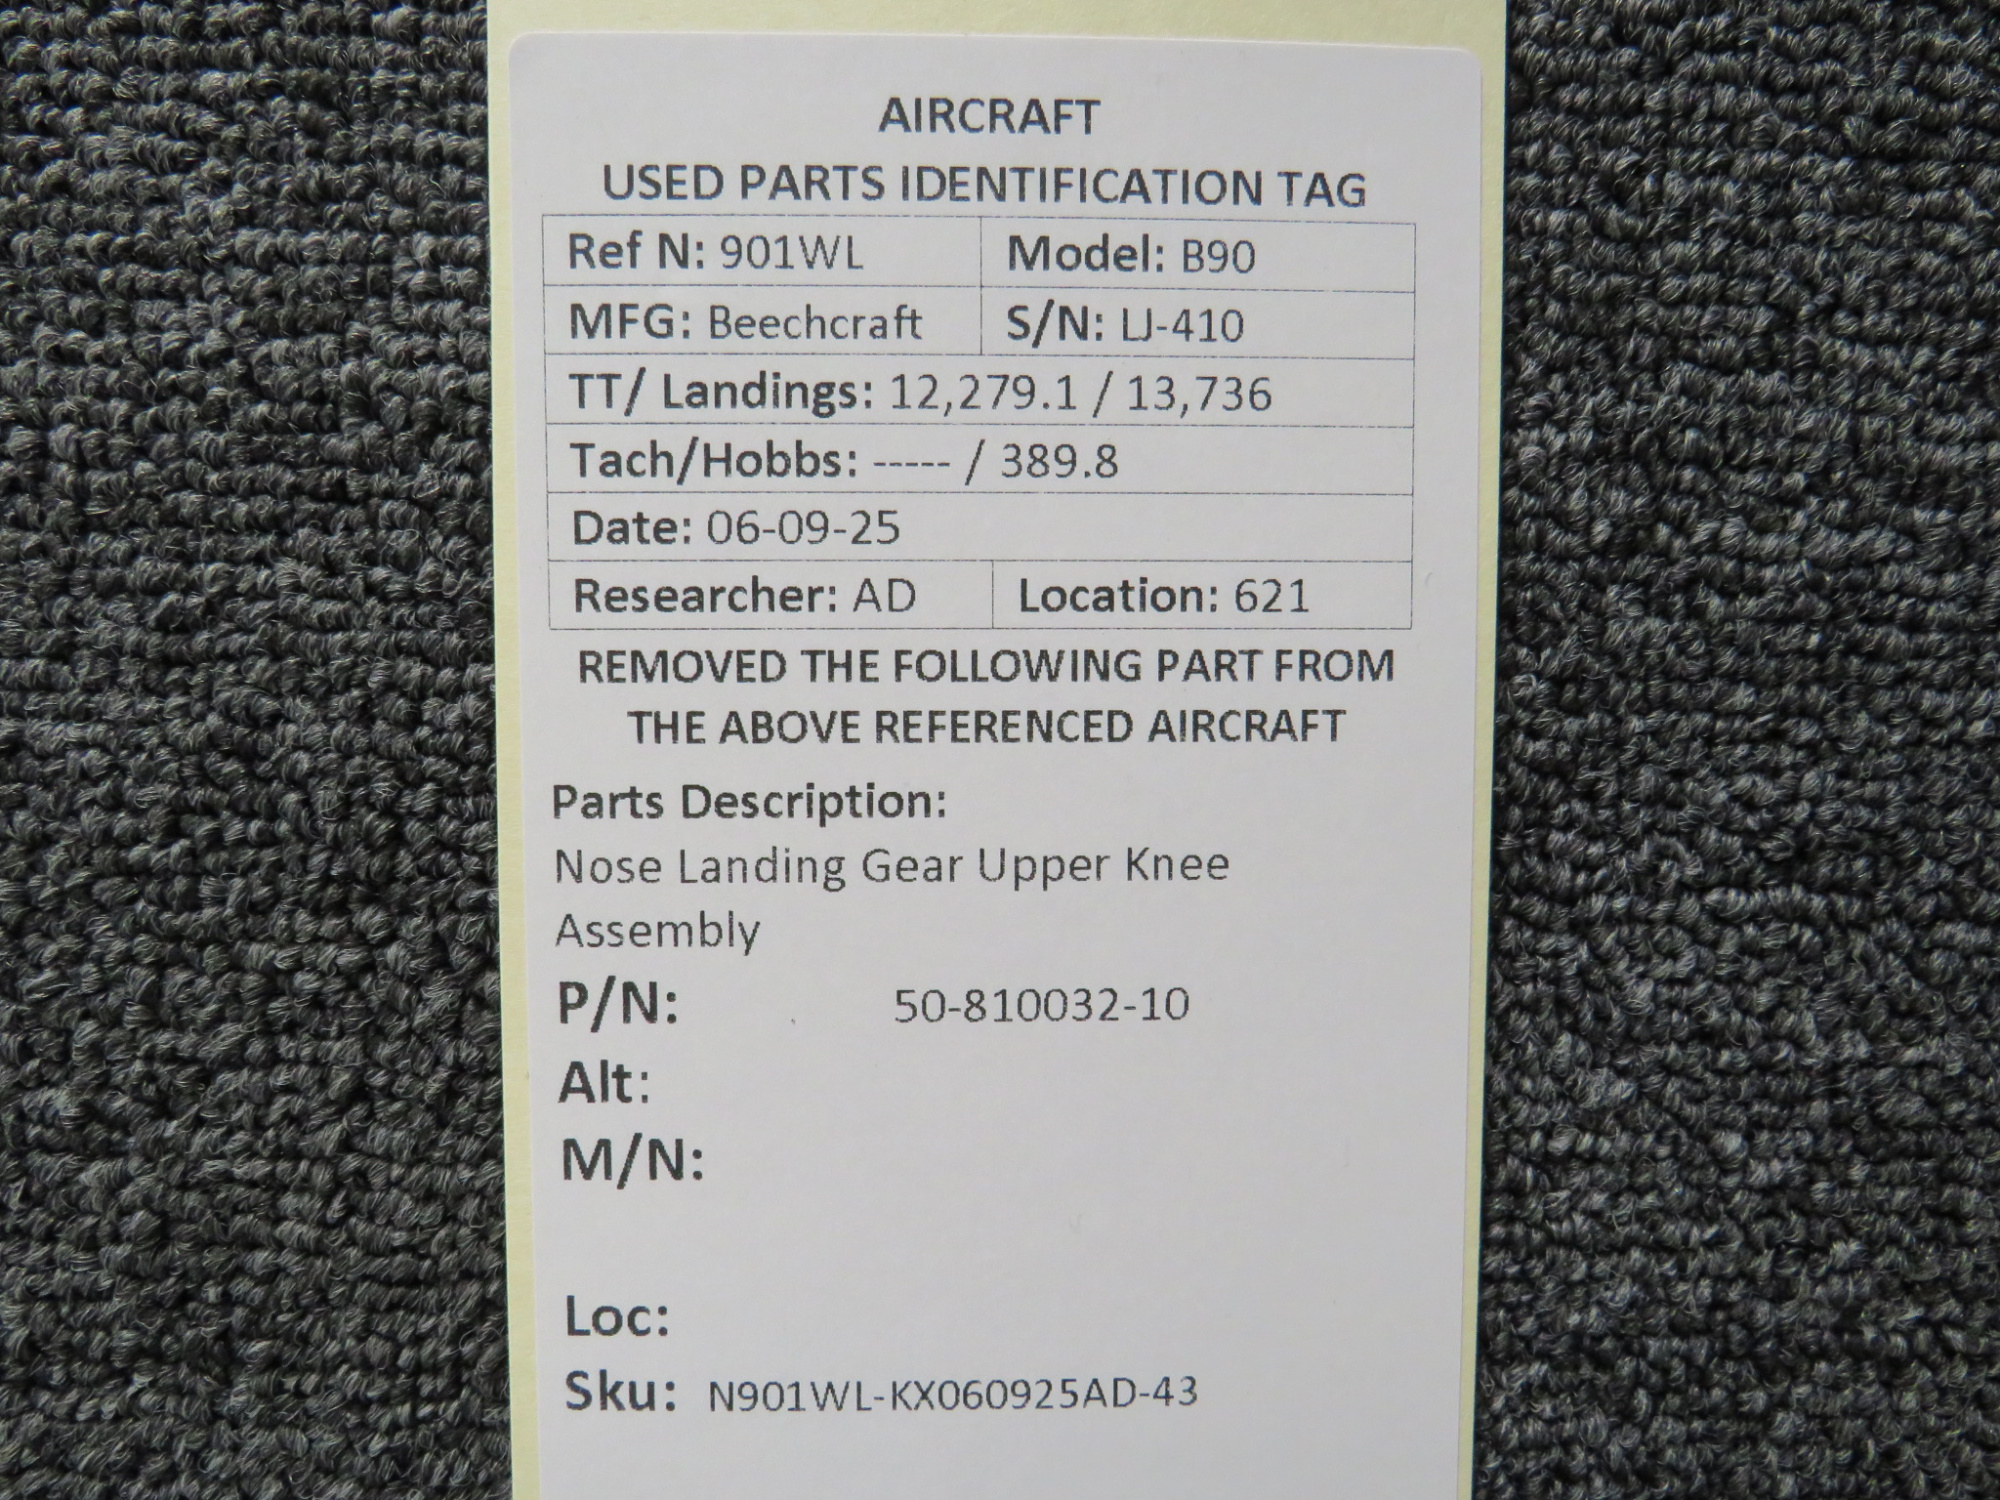 AIRCRAFT
USED PARTS IDENTIFICATION TAG
Ref N: 901WL Model: B90
MFG: Beechcraft S/N: LJ-410
TT/ Landings: 12,279.1 / 13,736
Tach/Hobbs: ----- / 389.8
Date: 06-09-25
Researcher: AD Location: 621
REMOVED THE FOLLOWING PART FROM
THE ABOVE REFERENCED AIRCRAFT
Parts Description:
Nose Landing Gear Upper Knee
Assembly
P/N: 50-810032-10
Alt:
M/N:
Loc:
Sku: N901WL-KX060925AD-43